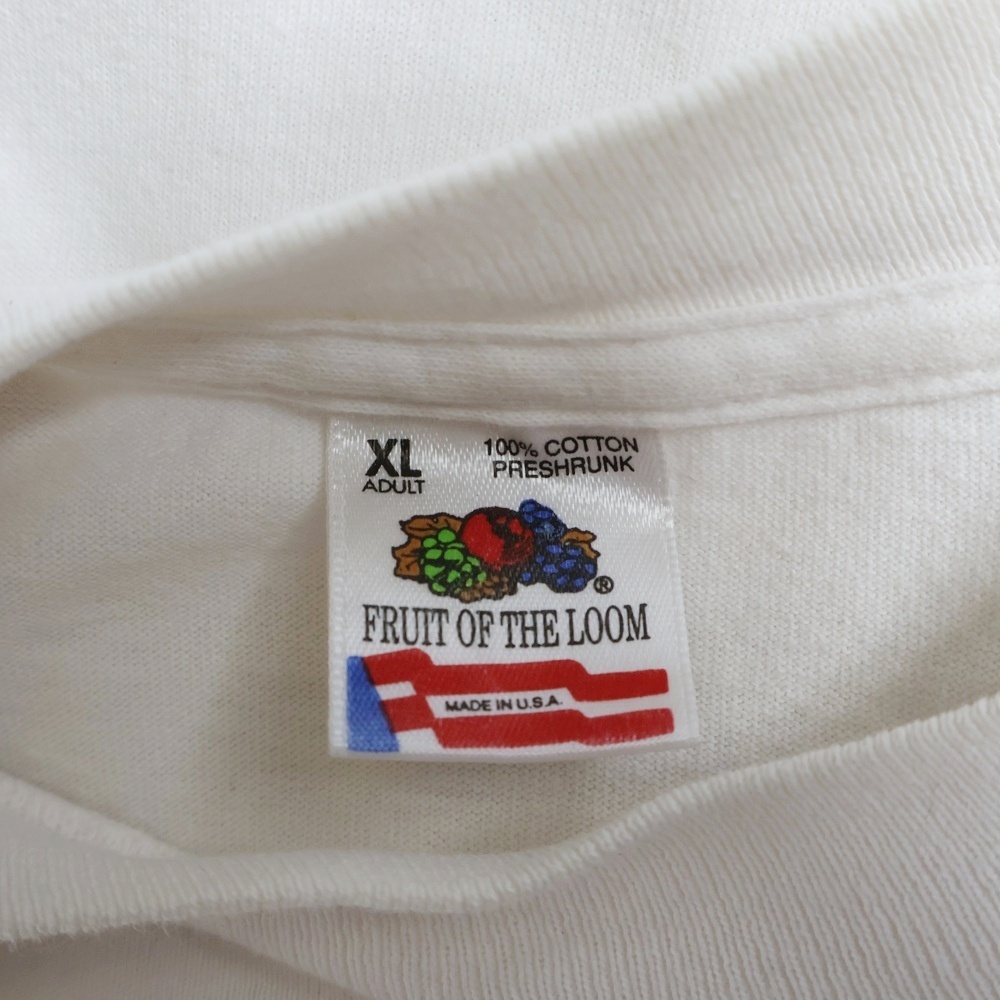 XL
ADULT
100% COTTON
PRESHRUNK
®
FRUIT OF THE LOOM
MADE IN U.S.A.